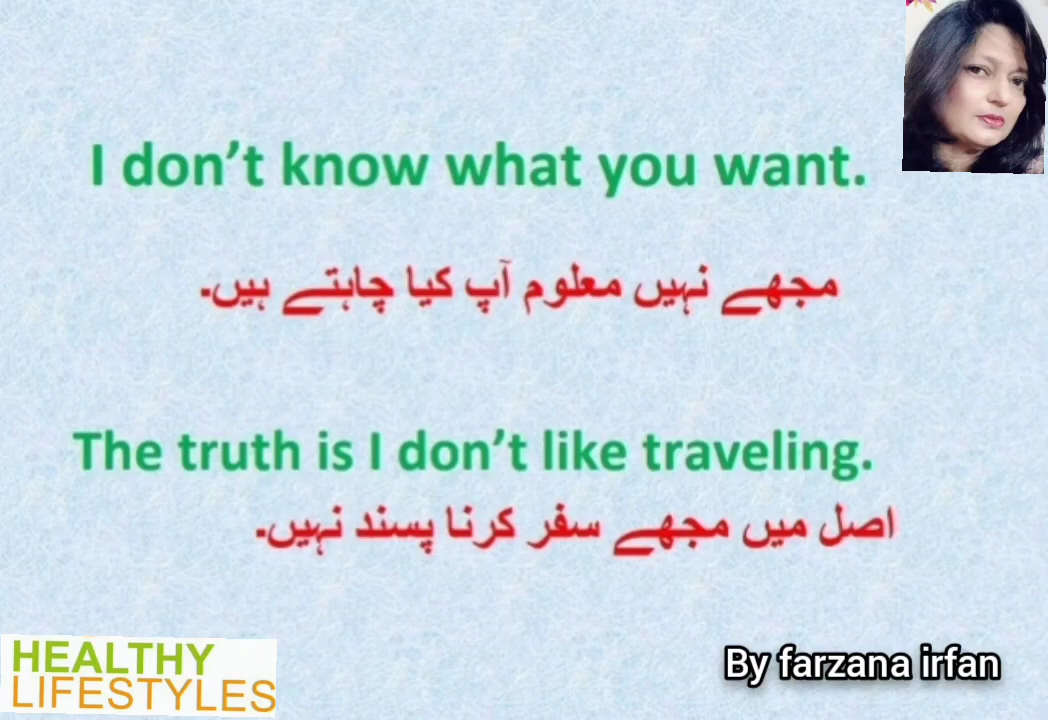 I don't know what you want.
مجھے نہیں معلوم آپ کیا چاہتے ہیں۔
The truth is I don't like traveling.
اصل میں مجھے سفر کرنا پسند نہیں۔
HEALTHY
LIFESTYLES
By farzana irfan